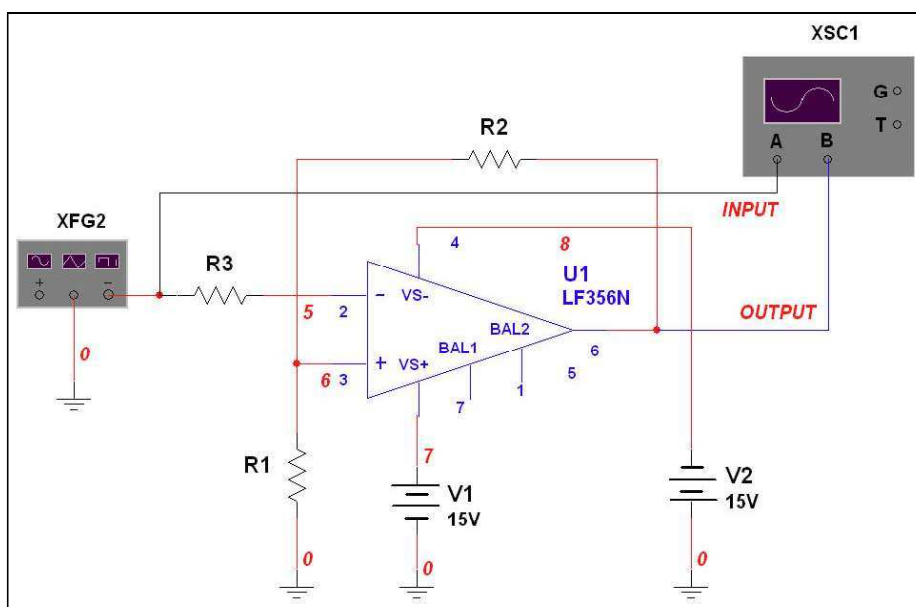 XSC1
G
T
A B
R2
INPUT
XFG2
+ -
R3
4
8
U1
LF356N
5
2
-
VS-
BAL2
OUTPUT
BAL1
6
6
3
+
VS+
5
7
1
0
R1
7
V1
15V
V2
15V
0
0
0